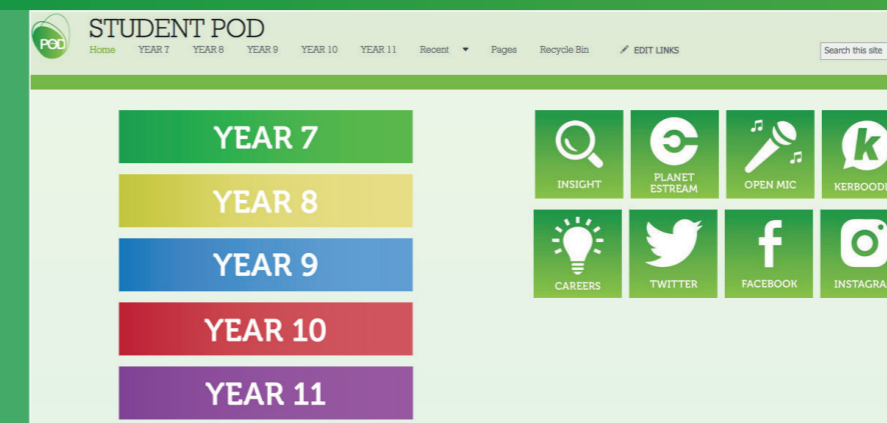 POD
STUDENT POD
Home YEAR 7 YEAR 8 YEAR 9 YEAR 10 YEAR 11 Recent Pages Recycle Bin EDIT LINKS
Search this site
YEAR 7
YEAR 8
YEAR 9
YEAR 10
YEAR 11
INSIGHT
PLANET
ESTREAM
OPEN MIC
k
KERBOODL
CAREERS
TWITTER
FACEBOOK
INSTAGRA